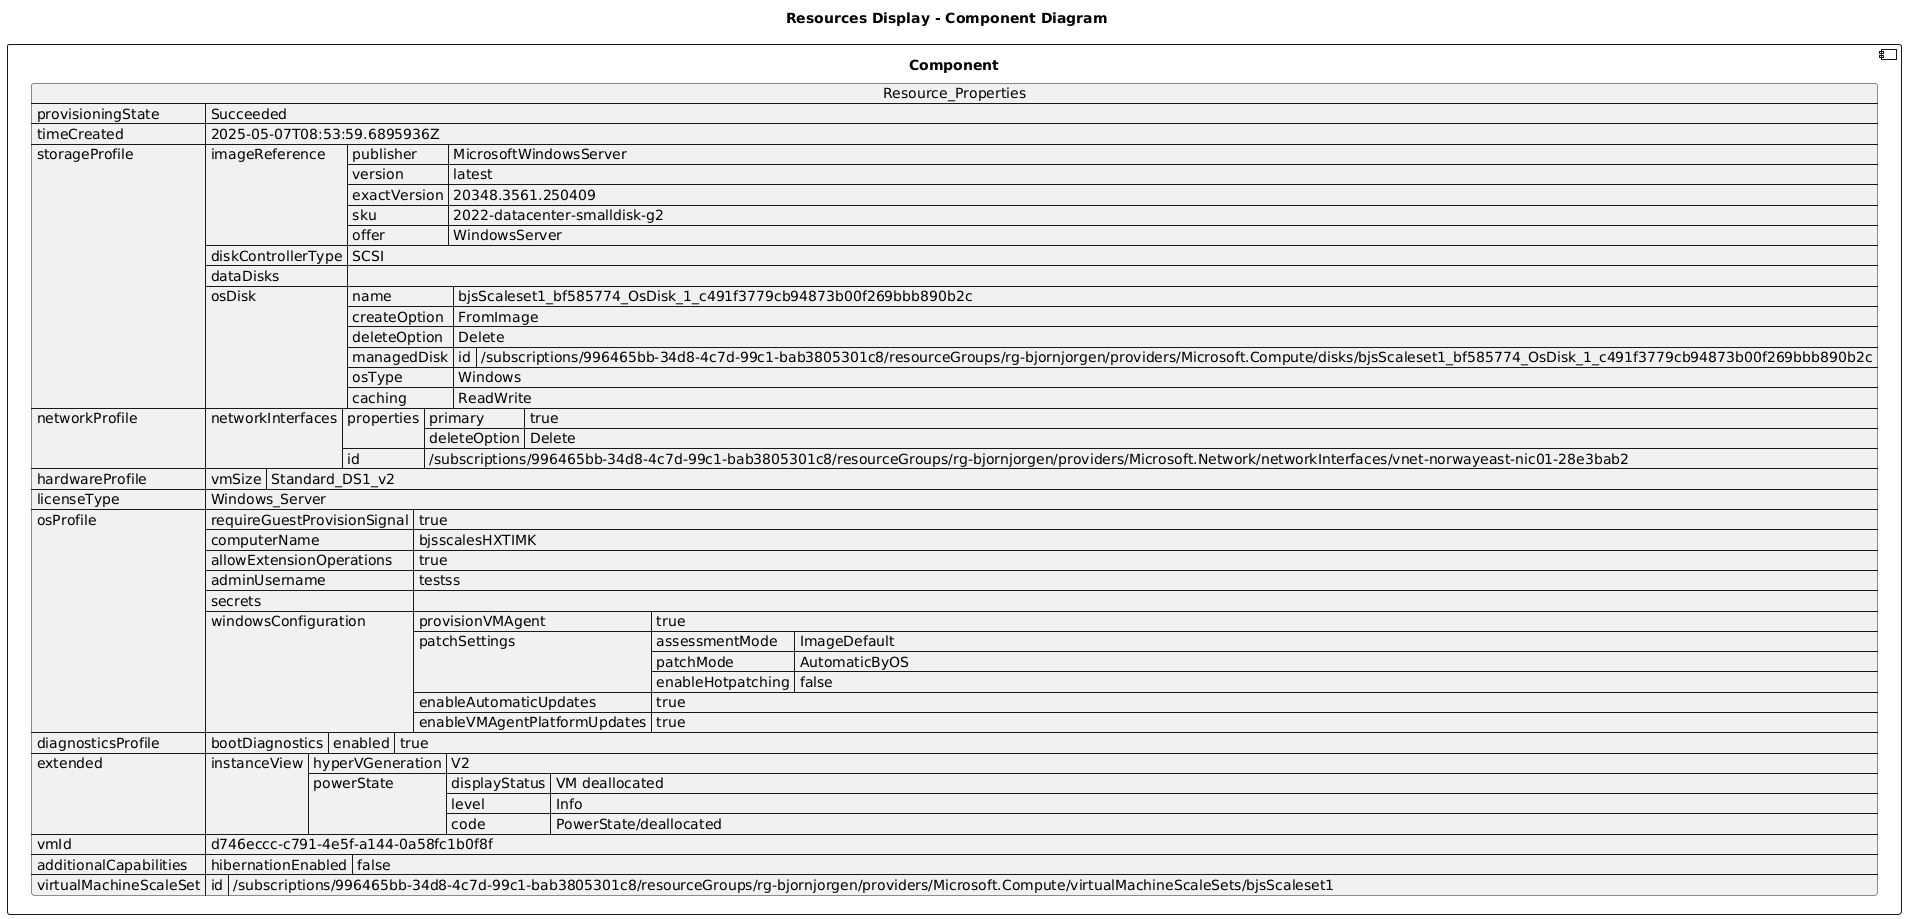 Resources Display - Component Diagram
Component
Resource_Properties
provisioningState Succeeded
timeCreated 2025-05-07T08:53:59.6895936Z
storageProfile imageReference publisher MicrosoftWindowsServer
version latest
exactVersion 20348.3561.250409
sku 2022-datacenter-smalldisk-g2
offer WindowsServer
diskControllerType SCSI
dataDisks
osDisk name bjsScaleset1_bf585774_OsDisk_1_c491f3779cb94873b00f269bbb890b2c
createOption FromImage
deleteOption Delete
managedDisk id /subscriptions/996465bb-34d8-4c7d-99c1-bab3805301c8/resourceGroups/rg-bjornjorgen/providers/Microsoft.Compute/disks/bjsScaleset1_bf585774_OsDisk_1_c491f3779cb94873b00f269bbb890b2c
osType Windows
caching ReadWrite
networkProfile networkInterfaces properties primary true
deleteOption Delete
id /subscriptions/996465bb-34d8-4c7d-99c1-bab3805301c8/resourceGroups/rg-bjornjorgen/providers/Microsoft.Network/networkInterfaces/vnet-norwayeast-nic01-28e3bab2
hardwareProfile vmSize Standard_DS1_v2
licenseType Windows_Server
osProfile requireGuestProvisionSignal true
computerName bjsscalesHXTIMK
allowExtensionOperations true
adminUsername testss
secrets
windowsConfiguration provisionVMAgent true
patchSettings assessmentMode ImageDefault
patchMode AutomaticByOS
enableHotpatching false
enableAutomaticUpdates true
enableVMAgentPlatformUpdates true
diagnosticsProfile bootDiagnostics enabled true
extended instanceView hyperVGeneration V2
powerState displayStatus VM deallocated
level Info
code PowerState/deallocated
vmId d746eccc-c791-4e5f-a144-0a58fc1b0f8f
additionalCapabilities hibernationEnabled false
virtualMachineScaleSet id /subscriptions/996465bb-34d8-4c7d-99c1-bab3805301c8/resourceGroups/rg-bjornjorgen/providers/Microsoft.Compute/virtualMachineScaleSets/bjsScaleset1